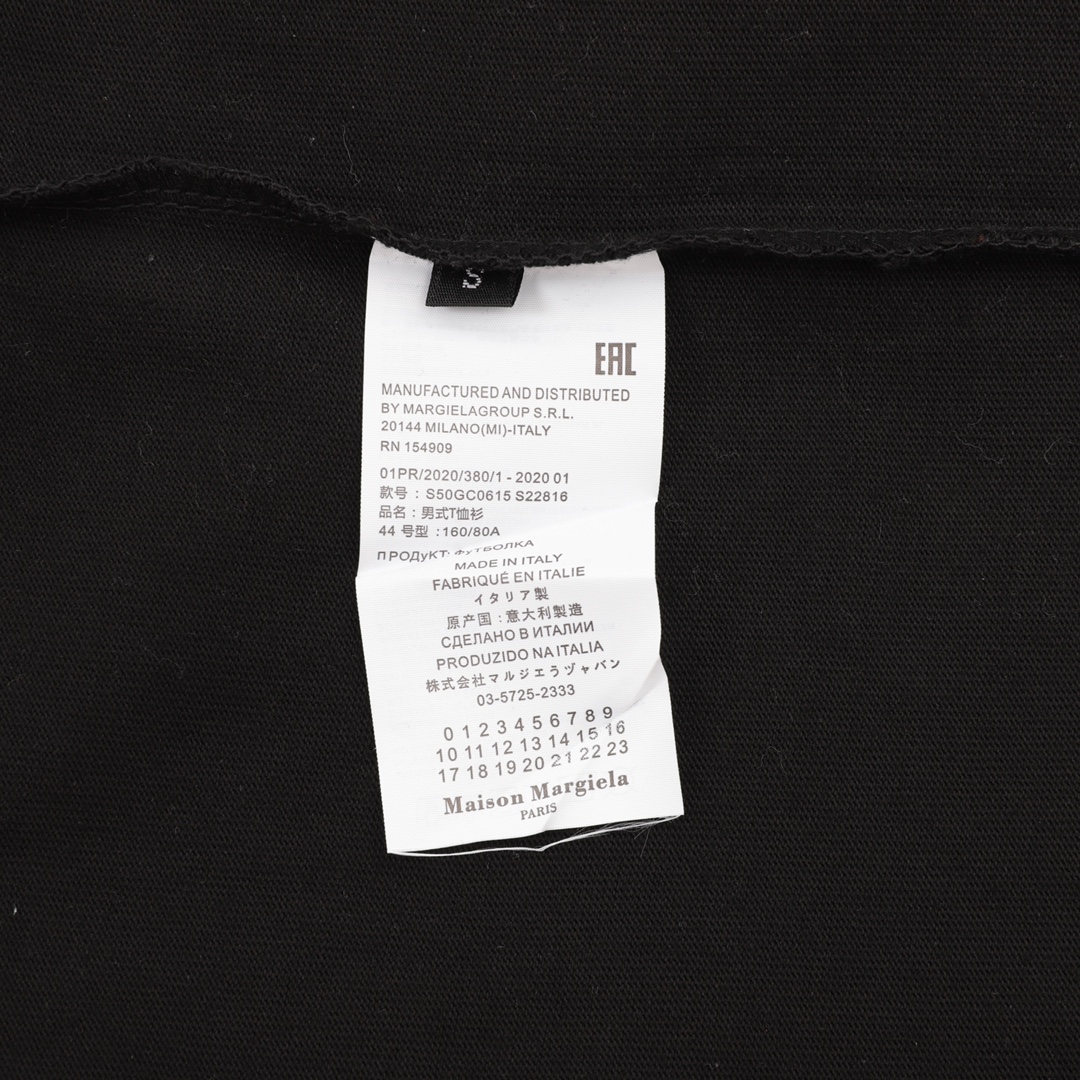 S
EAC
MANUFACTURED AND DISTRIBUTED
BY MARGIELAGROUP S.R.L.
20144 MILANO(MI)-ITALY
RN 154909
01PR/2020/380/1 - 2020 01
款号 : S50GC0615 S22816
品名 : 男式T恤衫
44 号型 :160/80A
ПРОДУКТ: ФУТБОЛКА
MADE IN ITALY
FABRIQUÉ EN ITALIE
イタリア製
原产国 : 意大利製造
СДЕЛАНО В ИТАЛИИ
PRODUZIDO NA ITALIA
株式会社マルジエラヅャバン
03-5725-2333
0 1 2 3 4 5 6 7 8 9
10 11 12 13 14 15 16
17 18 19 20 21 22 23
Maison Margiela
PARIS